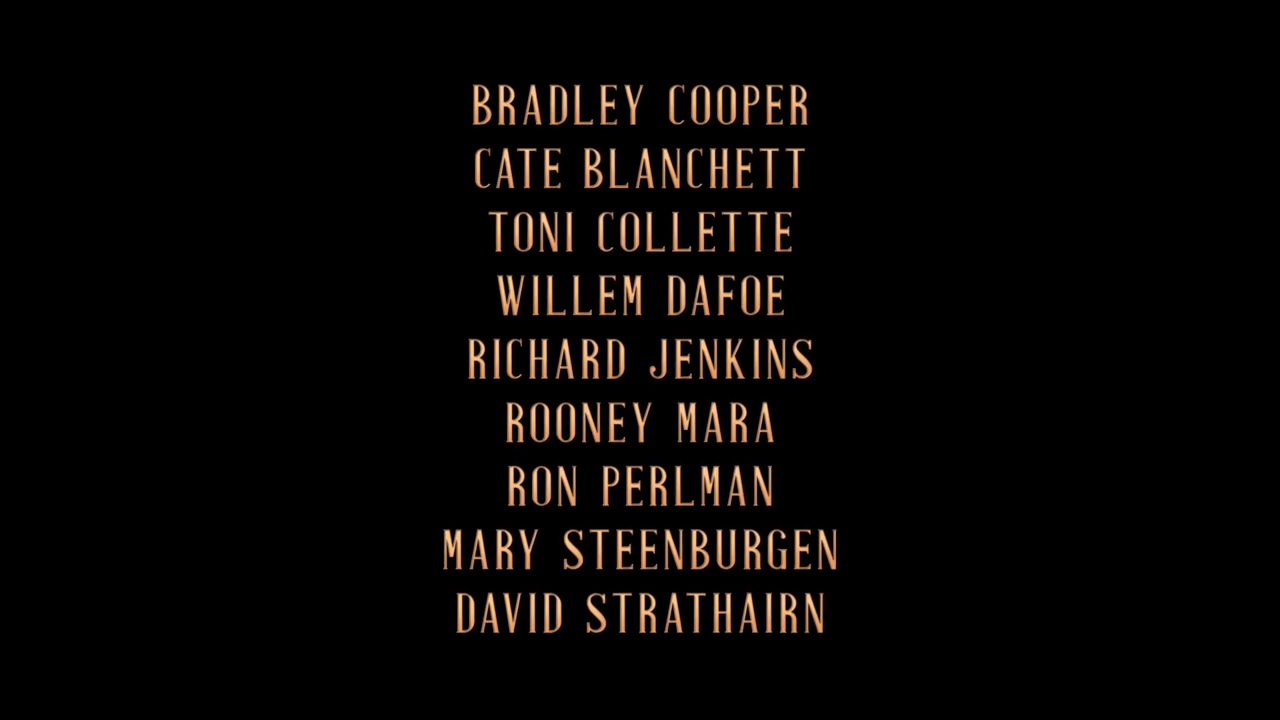 BRADLEY COOPER
CATE BLANCHETT
TONI COLLETTE
WILLEM DAFOE
RICHARD JENKINS
ROONEY MARA
RON PERLMAN
MARY STEENBURGEN
DAVID STRATHAIRN